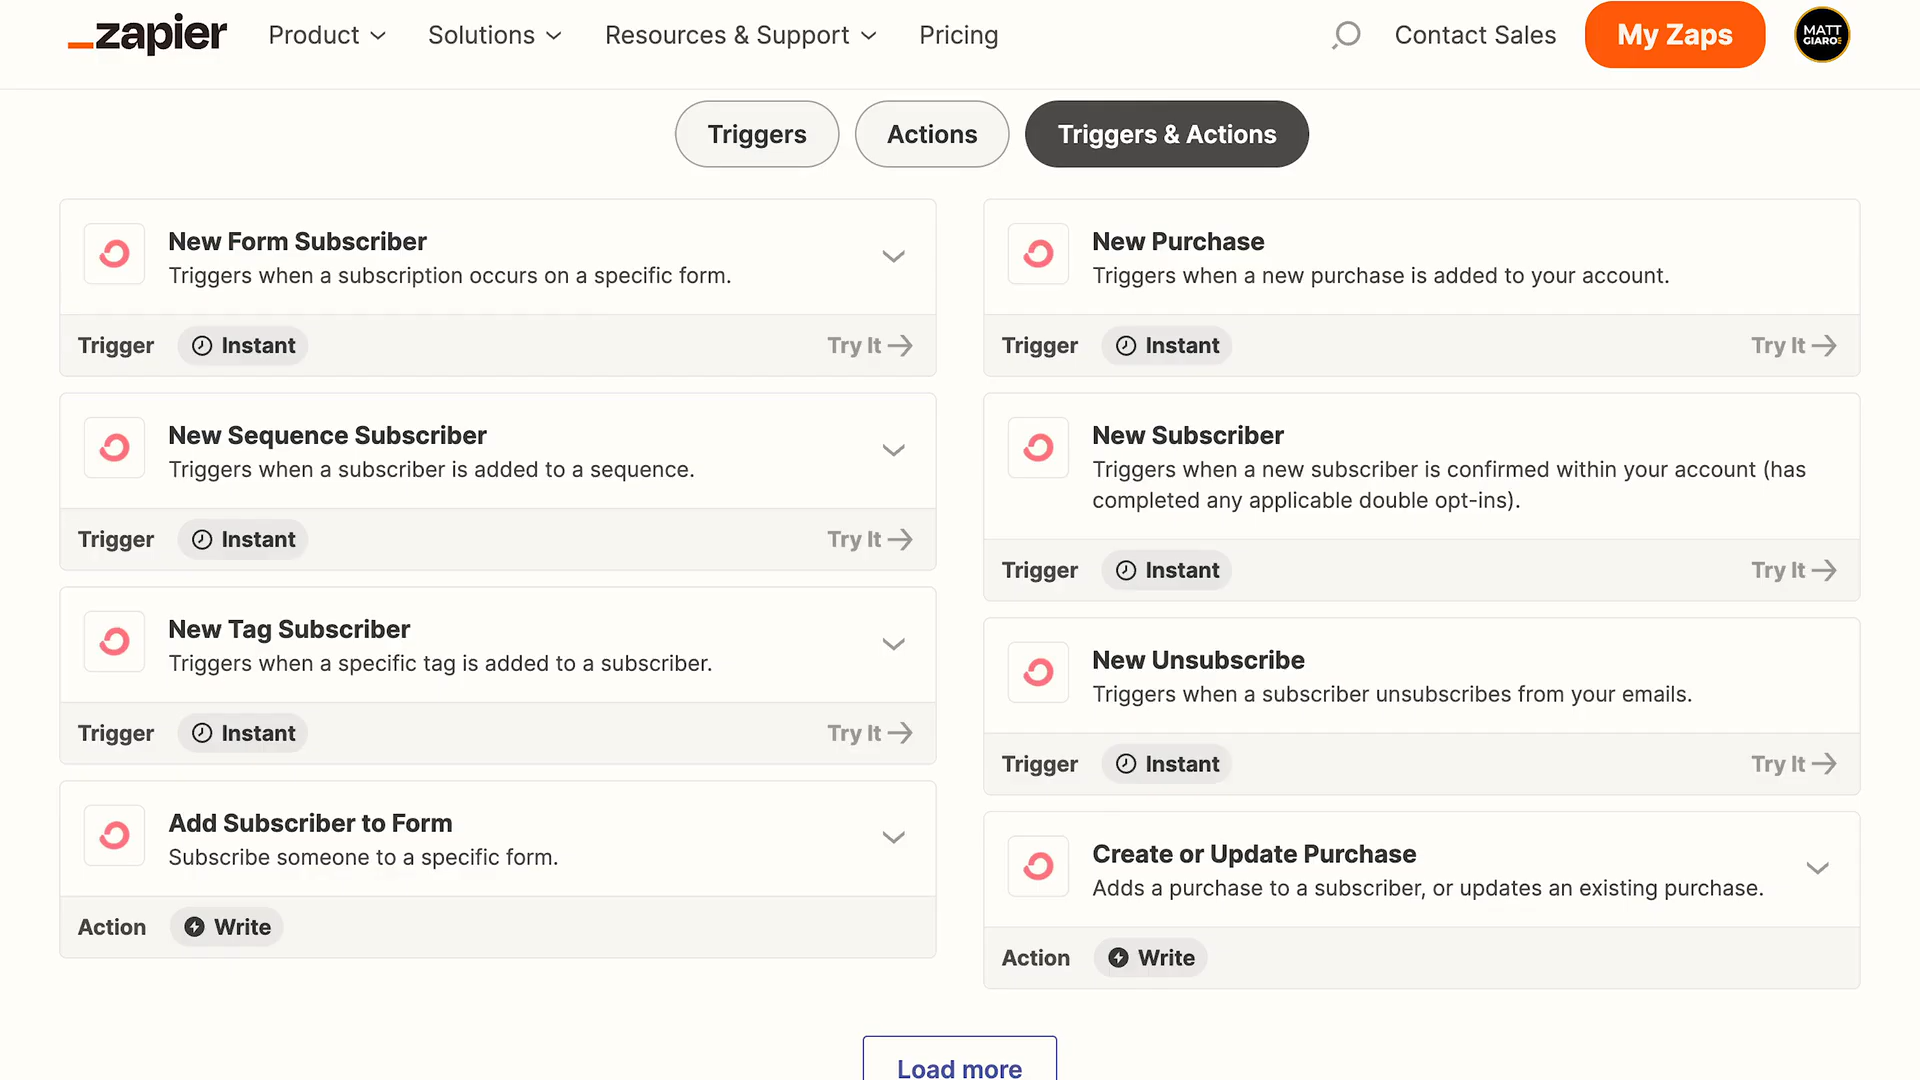 zapier
Product
Solutions
Resources & Support
Pricing
Contact Sales
My Zaps
MATT
GIARO
Triggers
Actions
Triggers & Actions
New Form Subscriber
Triggers when a subscription occurs on a specific form.
Trigger
Instant
Try It
New Purchase
Triggers when a new purchase is added to your account.
Trigger
Instant
Try It
New Sequence Subscriber
Triggers when a subscriber is added to a sequence.
Trigger
Instant
Try It
New Subscriber
Triggers when a new subscriber is confirmed within your account (has
completed any applicable double opt-ins).
Trigger
Instant
Try It
New Tag Subscriber
Triggers when a specific tag is added to a subscriber.
Trigger
Instant
Try It
New Unsubscribe
Triggers when a subscriber unsubscribes from your emails.
Trigger
Instant
Try It
Add Subscriber to Form
Subscribe someone to a specific form.
Action
Write
Create or Update Purchase
Adds a purchase to a subscriber, or updates an existing purchase.
Action
Write
Load more